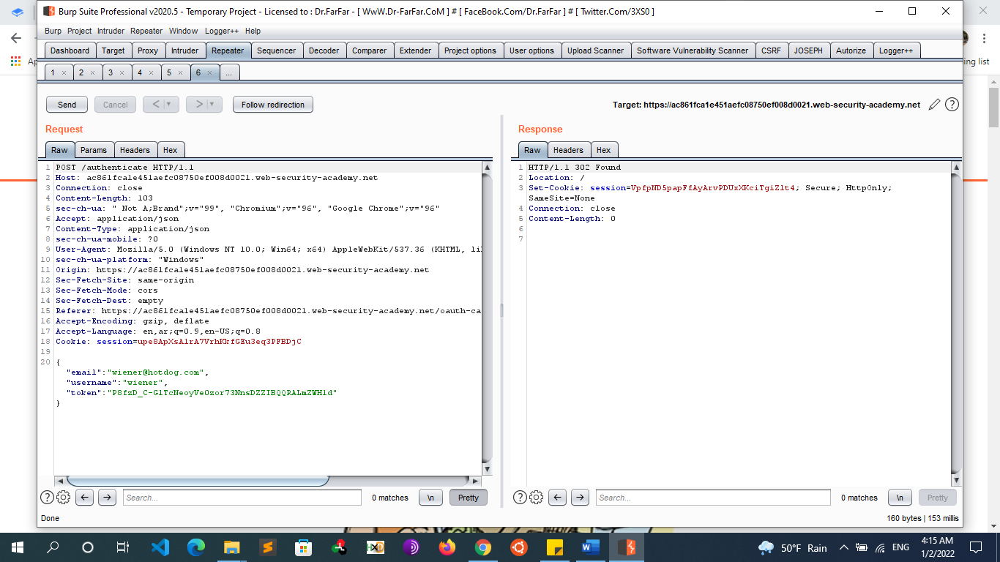 Burp Suite Professional v2020.5 - Temporary Project - Licensed to : Dr.FarFar - [ WwW.Dr-FarFar.CoM ] # [ FaceBook.Com/Dr.FarFar ] # [ Twitter.Com/3XS0 ]
Burp Project Intruder Repeater Window Logger++ Help
Dashboard Target Proxy Intruder Repeater Sequencer Decoder Comparer Extender Project options User options Upload Scanner Software Vulnerability Scanner CSRF JOSEPH Autorize Logger++
Ap
ing list
1 × 2 × 3 × 4 × 5 × 6 × ...
Send Cancel < > Follow redirection Target: https://ac861fca1e451aefc08750ef008d0021.web-security-academy.net ?
Request
Raw Params Headers Hex
1 POST /authenticate HTTP/1.1
2 Host: ac861fca1e451aefc08750ef008d0021.web-security-academy.net
3 Connection: close
4 Content-Length: 103
5 sec-ch-ua: " Not A;Brand";v="99", "Chromium";v="96", "Google Chrome";v="96"
6 Accept: application/json
7 Content-Type: application/json
8 sec-ch-ua-mobile: ?0
9 User-Agent: Mozilla/5.0 (Windows NT 10.0; Win64; x64) AppleWebKit/537.36 (KHTML, li
10 sec-ch-ua-platform: "Windows"
11 Origin: https://ac861fca1e451aefc08750ef008d0021.web-security-academy.net
12 Sec-Fetch-Site: same-origin
13 Sec-Fetch-Mode: cors
14 Sec-Fetch-Dest: empty
15 Referer: https://ac861fca1e451aefc08750ef008d0021.web-security-academy.net/oauth-ca
16 Accept-Encoding: gzip, deflate
17 Accept-Language: en,ar;q=0.9,en-US;q=0.8
18 Cookie: session=upe8ApXsAlrA7VrhKkfGEu3eq3PFBDjC
19
20 {
"email":"wiener@hotdog.com",
"username":"wiener",
"token":"P8fzD_C-GlTcNeoyVeOzor73NnsDZZIBQQRALmZWHld"
}
? Search... 0 matches \n Pretty
Response
Raw Headers Hex
1 HTTP/1.1 302 Found
2 Location: /
3 Set-Cookie: session=VpfpND5papFfAyArvPDUxXKciTgiZlt4; Secure; HttpOnly;
SameSite=None
4 Connection: close
5 Content-Length: 0
6
7
? Search... 0 matches \n Pretty
Done 160 bytes | 153 millis
50°F Rain ENG 4:15 AM
1/2/2022